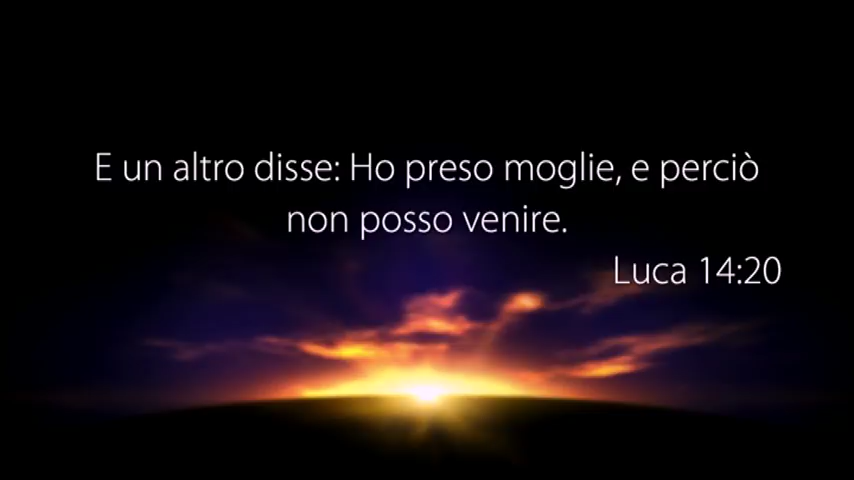 E un altro disse: Ho preso moglie, e perciò
non posso venire.
Luca 14:20